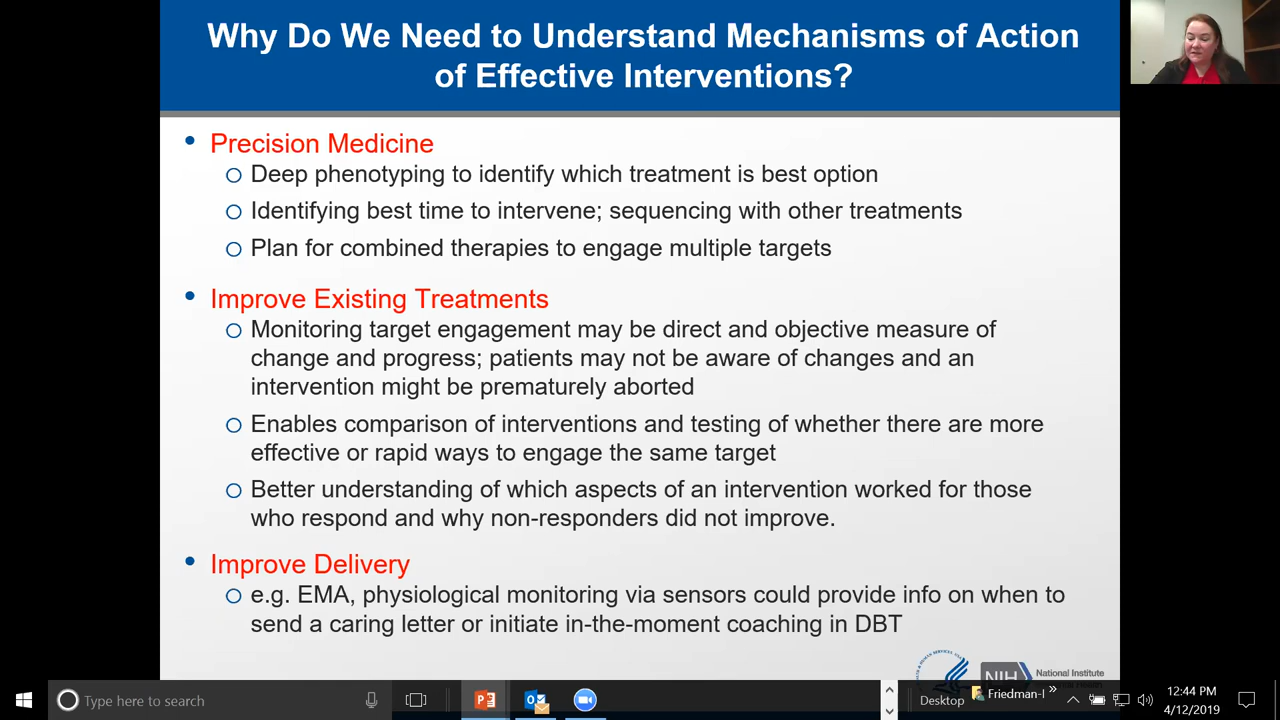 Why Do We Need to Understand Mechanisms of Action
of Effective Interventions?
Precision Medicine
Deep phenotyping to identify which treatment is best option
Identifying best time to intervene; sequencing with other treatments
Plan for combined therapies to engage multiple targets
Improve Existing Treatments
Monitoring target engagement may be direct and objective measure of
change and progress; patients may not be aware of changes and an
intervention might be prematurely aborted
Enables comparison of interventions and testing of whether there are more
effective or rapid ways to engage the same target
Better understanding of which aspects of an intervention worked for those
who respond and why non-responders did not improve.
Improve Delivery
e.g. EMA, physiological monitoring via sensors could provide info on when to
send a caring letter or initiate in-the-moment coaching in DBT
NIH
National Institute
Type here to search
Desktop
Friedman-I
12:44 PM
4/12/2019